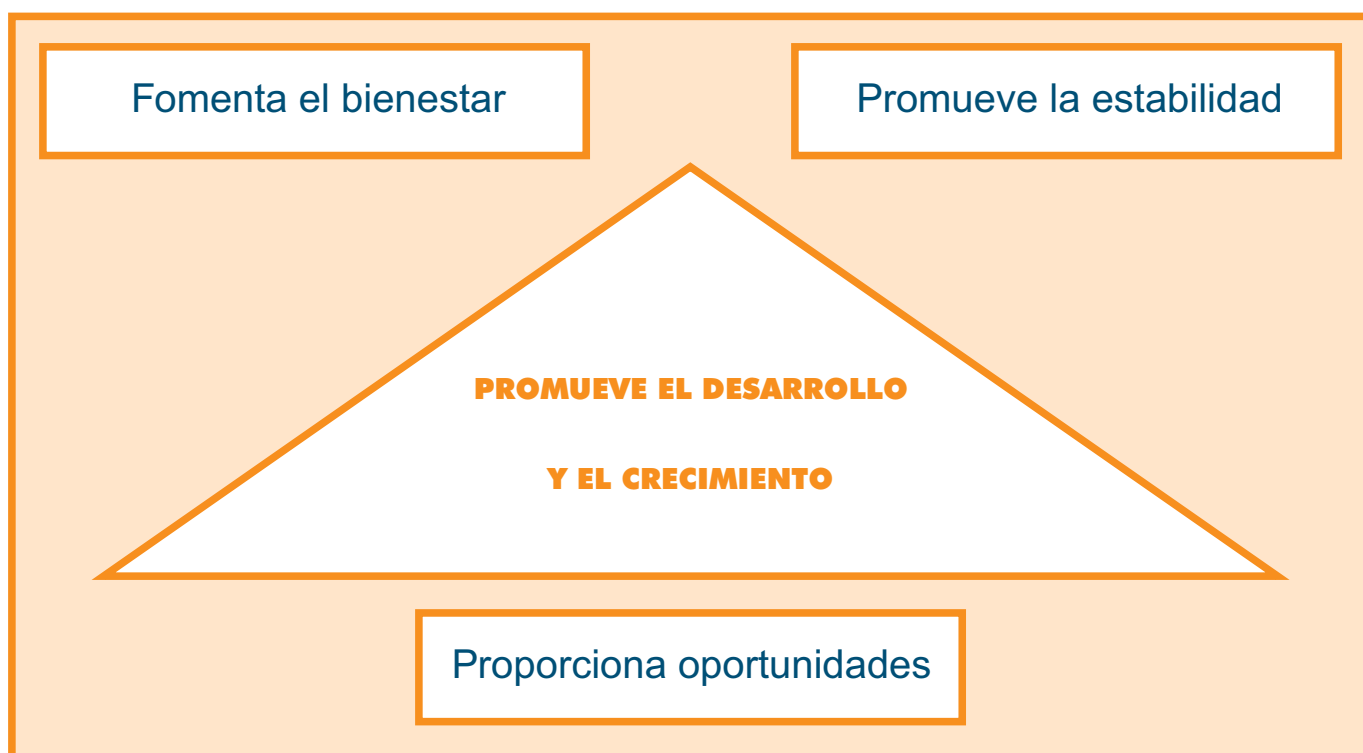 Fomenta el bienestar
Promueve la estabilidad
PROMUEVE EL DESARROLLO
Y EL CRECIMIENTO
Proporciona oportunidades